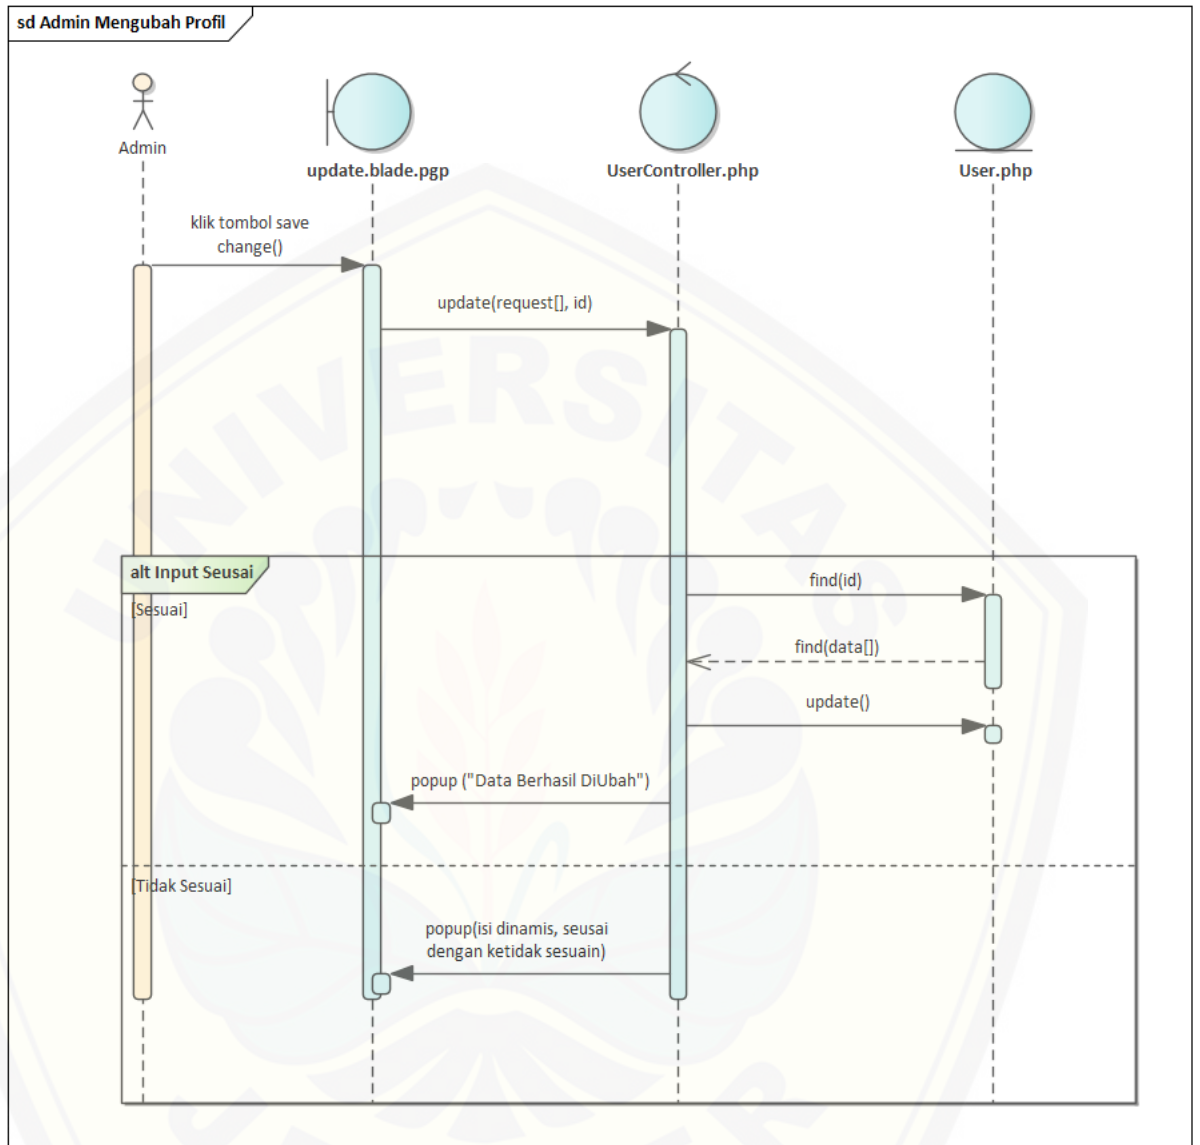 sd Admin Mengubah Profil
Admin
update.blade.pgp
UserController.php
User.php
klik tombol save
change()
update(request[], id)
alt Input Seusai
[Sesuai]
find(id)
find(data[])
update()
popup ("Data Berhasil DiUbah")
[Tidak Sesuai]
popup(isi dinamis, seusai
dengan ketidak sesuain)
UNIVERSITAS